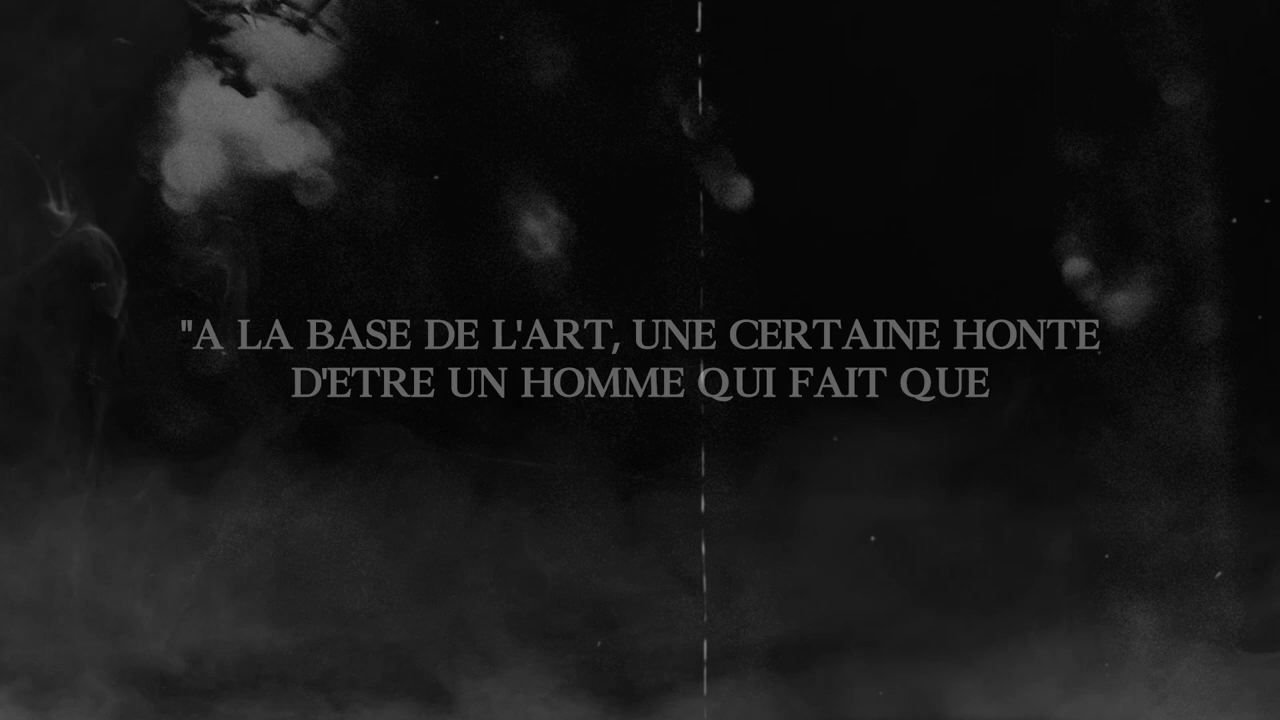 "A LA BASE DE L'ART, UNE CERTAINE HONTE
D'ETRE UN HOMME QUI FAIT QUE